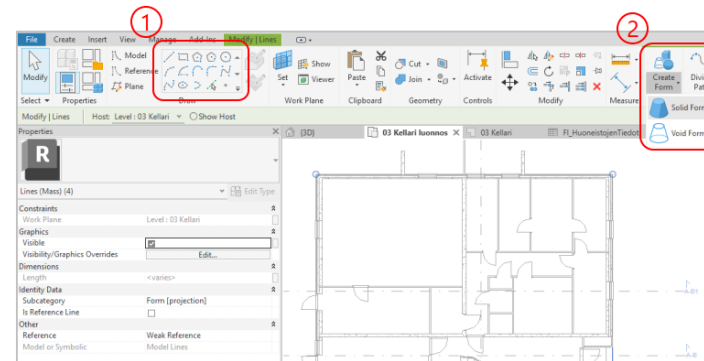 1
2
File Create Insert View Manage Add-Ins Modify | Lines
Modify
Model
Reference
Plane
Set
Show
Viewer
Paste
Cut
Join
Activate
Create Form
Select Properties Draw Work Plane Clipboard Geometry Controls Modify Measure
Solid Form
Void Form
Modify | Lines Host: Level : 03 Kellari Show Host
Properties
{3D} 03 Kellari luonnos 03 Kellari FI_HuoneistojenTiedot
R
Lines (Mass) (4) Edit Type
Constraints
Work Plane Level : 03 Kellari
Graphics
Visible
Visibility/Graphics Overrides Edit...
Dimensions
Length <varies>
Identity Data
Subcategory Form [projection]
Is Reference Line
Other
Reference Weak Reference
Model or Symbolic Model Lines